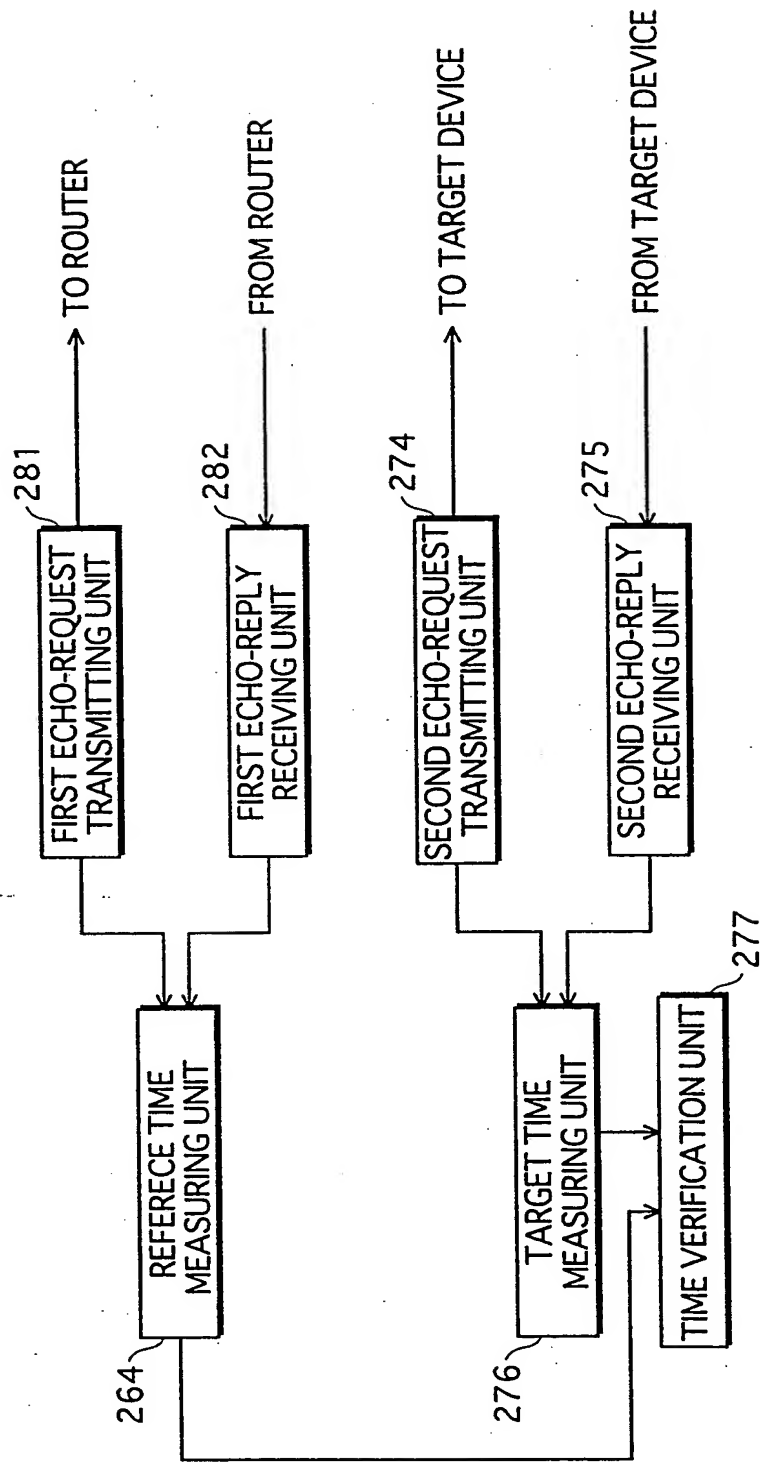 281
FIRST ECHO-REQUEST
TRANSMITTING UNIT
TO ROUTER
282
FIRST ECHO-REPLY
RECEIVING UNIT
FROM ROUTER
264
REFERECE TIME
MEASURING UNIT
274
SECOND ECHO-REQUEST
TRANSMITTING UNIT
TO TARGET DEVICE
275
SECOND ECHO-REPLY
RECEIVING UNIT
FROM TARGET DEVICE
276
TARGET TIME
MEASURING UNIT
277
TIME VERIFICATION UNIT